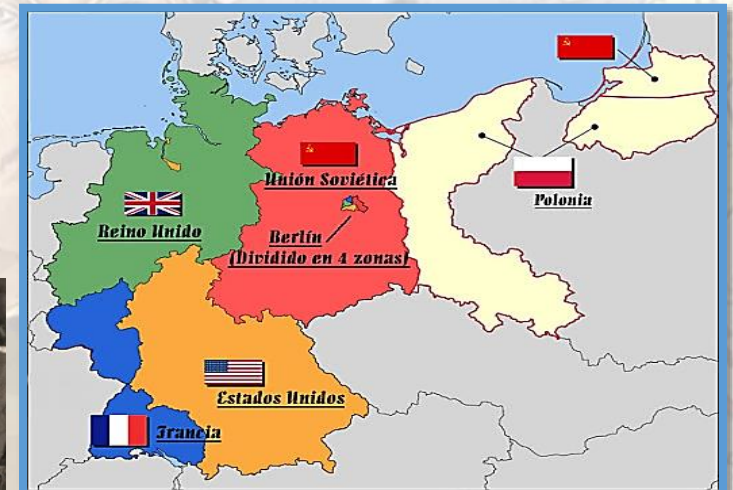 Unión Soviética
Reino Unido
Polonia
Berlín
(Dividido en 4 zonas)
Estados Unidos
Francia